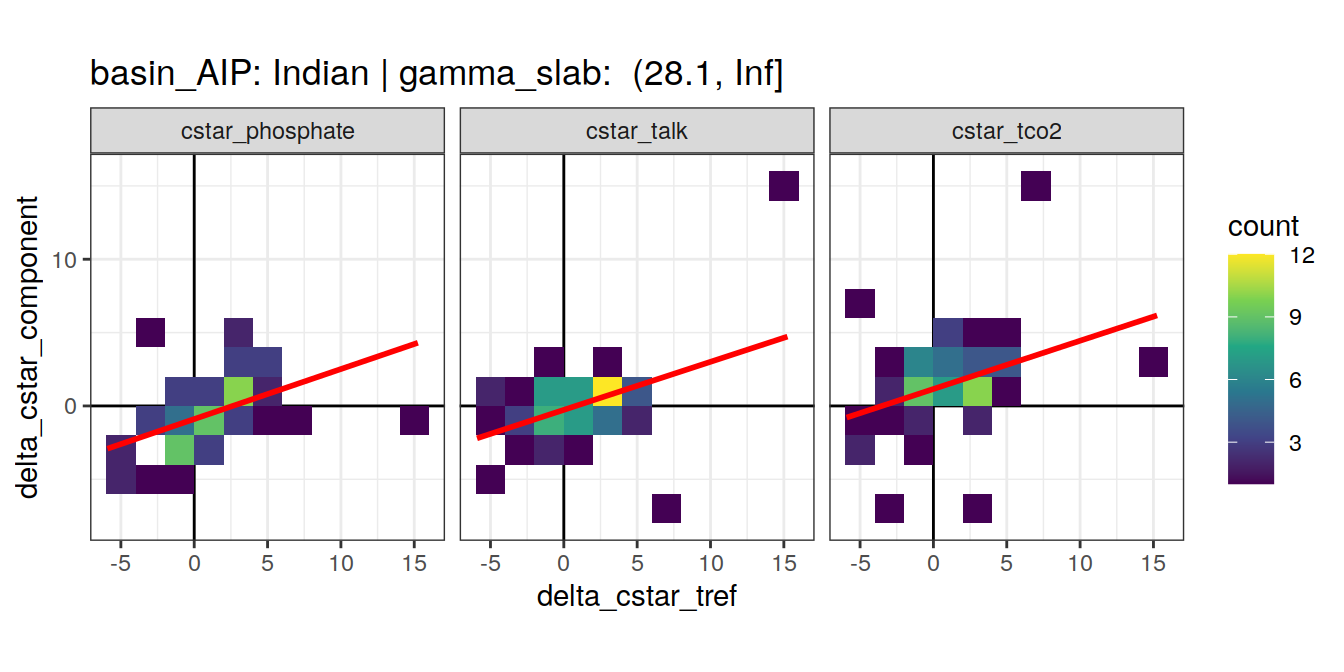 basin_AIP: Indian | gamma_slab:  (28.1, Inf]
cstar_phosphate
cstar_talk
cstar_tco2
delta_cstar_component
10
0
-5 0 5 10 15
-5 0 5 10 15
-5 0 5 10 15
delta_cstar_tref
count
12
9
6
3